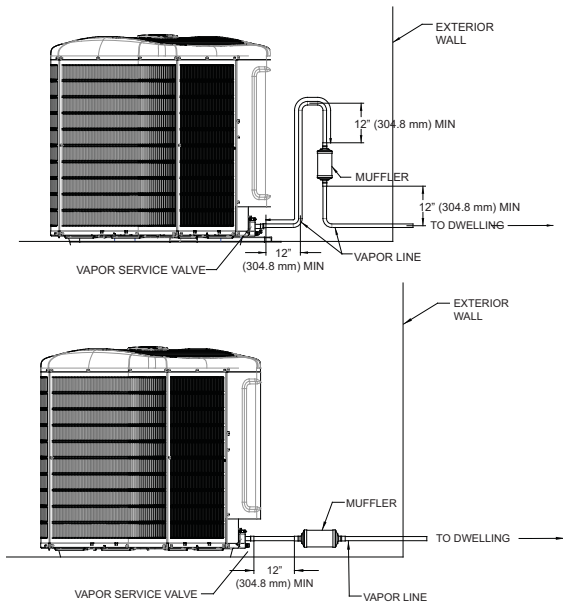 EXTERIOR
WALL
12" (304.8 mm) MIN
MUFFLER
12" (304.8 mm) MIN
TO DWELLING
VAPOR SERVICE VALVE
12"
(304.8 mm) MIN
VAPOR LINE
EXTERIOR
WALL
MUFFLER
TO DWELLING
12"
(304.8 mm) MIN
VAPOR SERVICE VALVE
VAPOR LINE